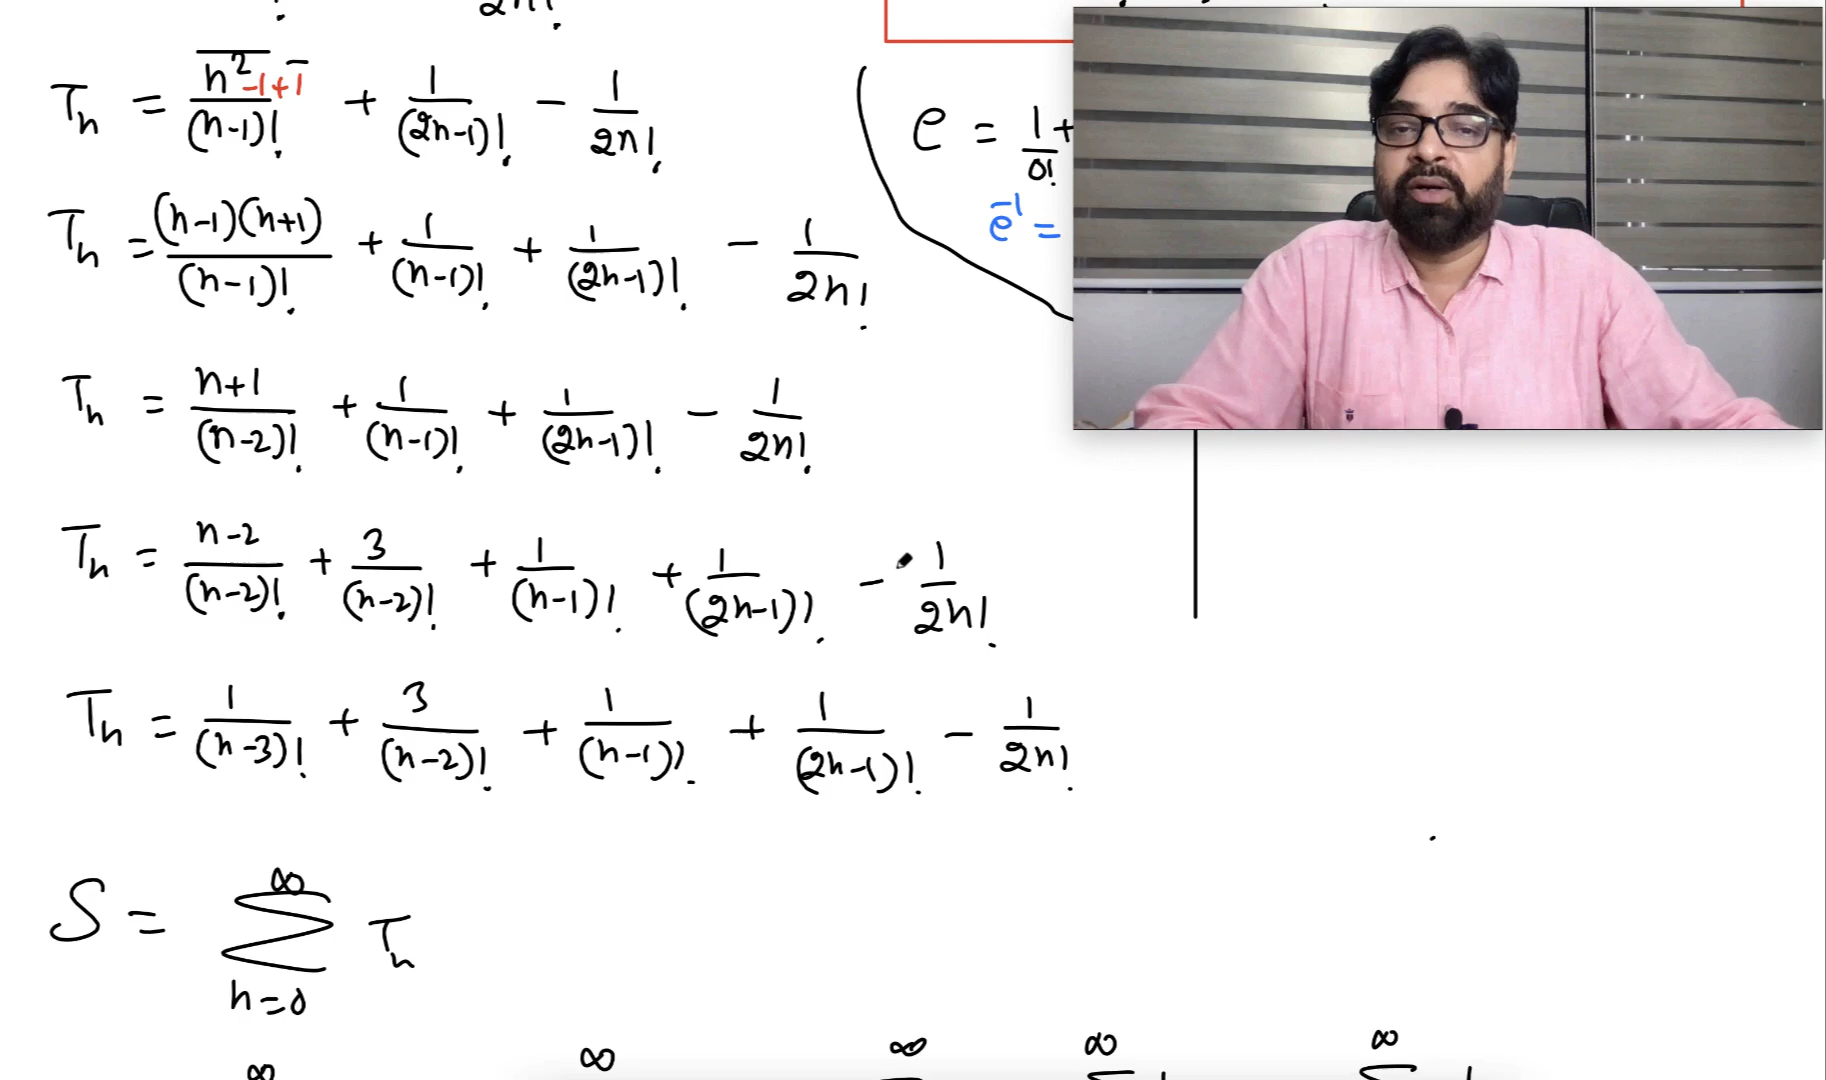 2n!
Tn = n²-1+1/(n-1)! + 1/(2n-1)! - 1/2n!
e = 1/0! +
e⁻¹ =
Tn = (n-1)(n+1)/(n-1)! + 1/(n-1)! + 1/(2n-1)! - 1/2n!
Tn = n+1/(n-2)! + 1/(n-1)! + 1/(2n-1)! - 1/2n!
Tn = n-2/(n-2)! + 3/(n-2)! + 1/(n-1)! + 1/(2n-1)! - 1/2n!
Tn = 1/(n-3)! + 3/(n-2)! + 1/(n-1)! + 1/(2n-1)! - 1/2n!
∞
S = Σ Tn
n=0
∞ ∞ ∞ ∞ ∞